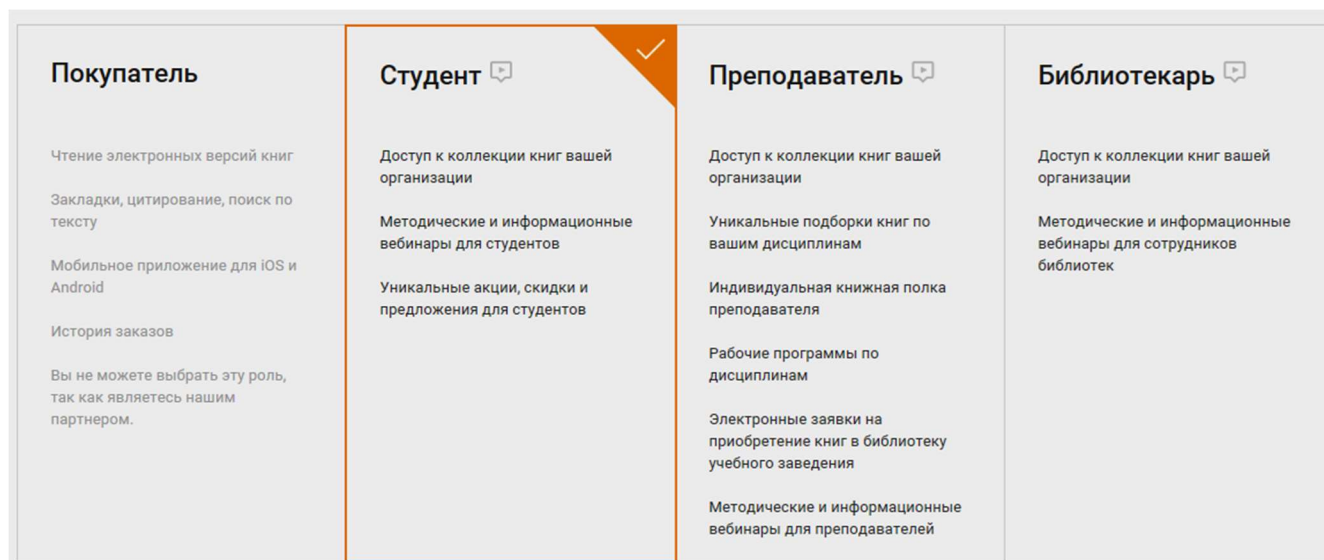 Покупатель
Чтение электронных версий книг
Закладки, цитирование, поиск по
тексту
Мобильное приложение для iOS и
Android
История заказов
Вы не можете выбрать эту роль,
так как являетесь нашим
партнером.
Студент
Доступ к коллекции книг вашей
организации
Методические и информационные
вебинары для студентов
Уникальные акции, скидки и
предложения для студентов
Преподаватель
Доступ к коллекции книг вашей
организации
Уникальные подборки книг по
вашим дисциплинам
Индивидуальная книжная полка
преподавателя
Рабочие программы по
дисциплинам
Электронные заявки на
приобретение книг в библиотеку
учебного заведения
Методические и информационные
вебинары для преподавателей
Библиотекарь
Доступ к коллекции книг вашей
организации
Методические и информационные
вебинары для сотрудников
библиотек